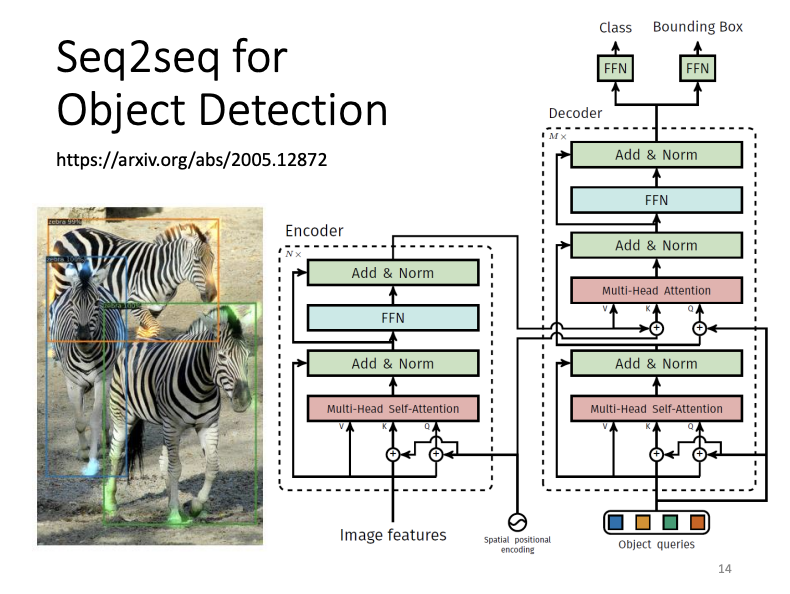 Seq2seq for
Object Detection
https://arxiv.org/abs/2005.12872
zebra 99%
zebra 100%
zebra 100%
Encoder
N×
Add & Norm
FFN
Add & Norm
Multi-Head Self-Attention
V K Q
+ +
Image features
Spatial positional
encoding
Class Bounding Box
FFN FFN
Decoder
M×
Add & Norm
FFN
Add & Norm
Multi-Head Attention
V K Q
+ +
Add & Norm
Multi-Head Self-Attention
V K Q
+ +
Object queries
14